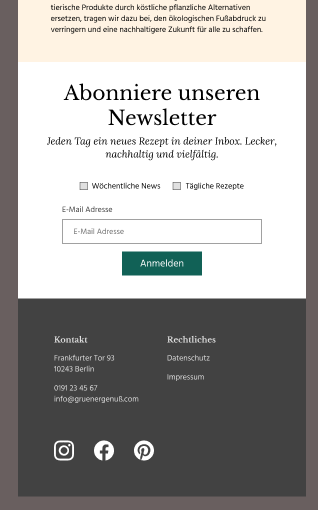 tierische Produkte durch köstliche pflanzliche Alternativen
ersetzen, tragen wir dazu bei, den ökologischen Fußabdruck zu
verringern und eine nachhaltigere Zukunft für alle zu schaffen.
Abonniere unseren
Newsletter
Jeden Tag ein neues Rezept in deiner Inbox. Lecker,
nachhaltig und vielfältig.
Wöchentliche News Tägliche Rezepte
E-Mail Adresse
E-Mail Adresse
Anmelden
Kontakt Rechtliches
Frankfurter Tor 93 Datenschutz
10243 Berlin
Impressum
0191 23 45 67
info@gruenergenuß.com